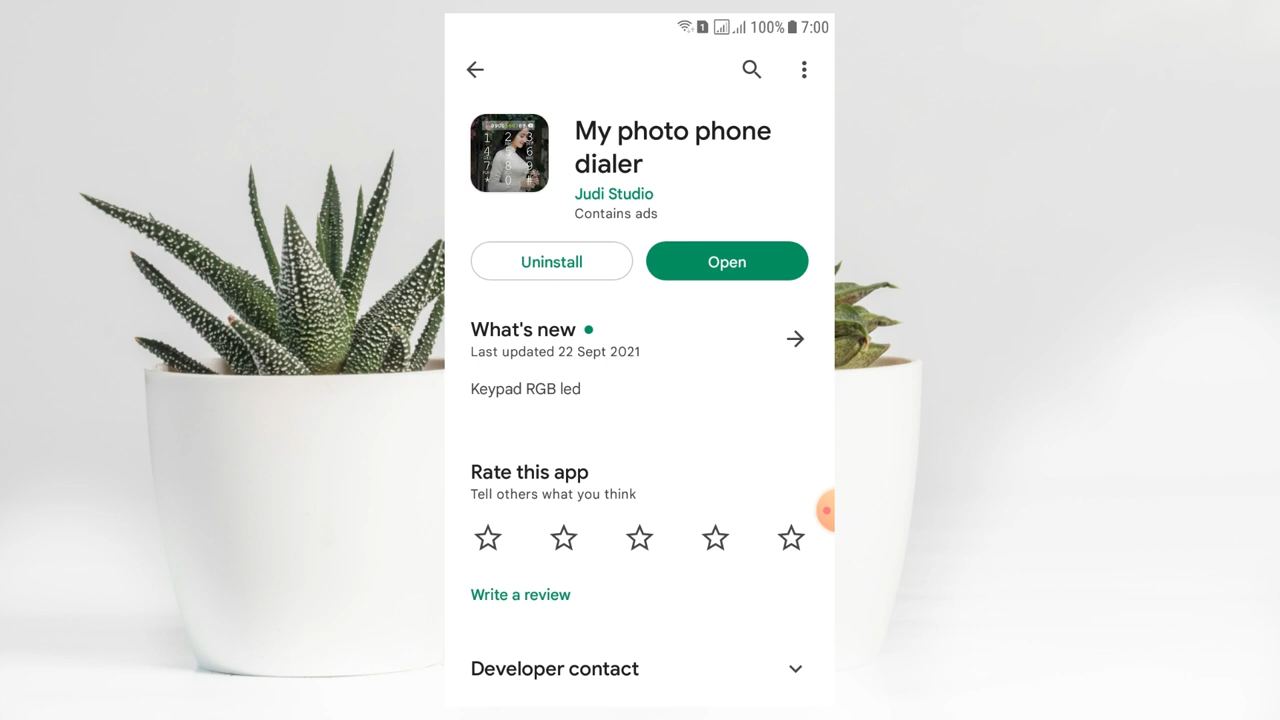 100% 7:00
My photo phone
dialer
Judi Studio
Contains ads
Uninstall
Open
What's new
Last updated 22 Sept 2021
Keypad RGB led
Rate this app
Tell others what you think
Write a review
Developer contact